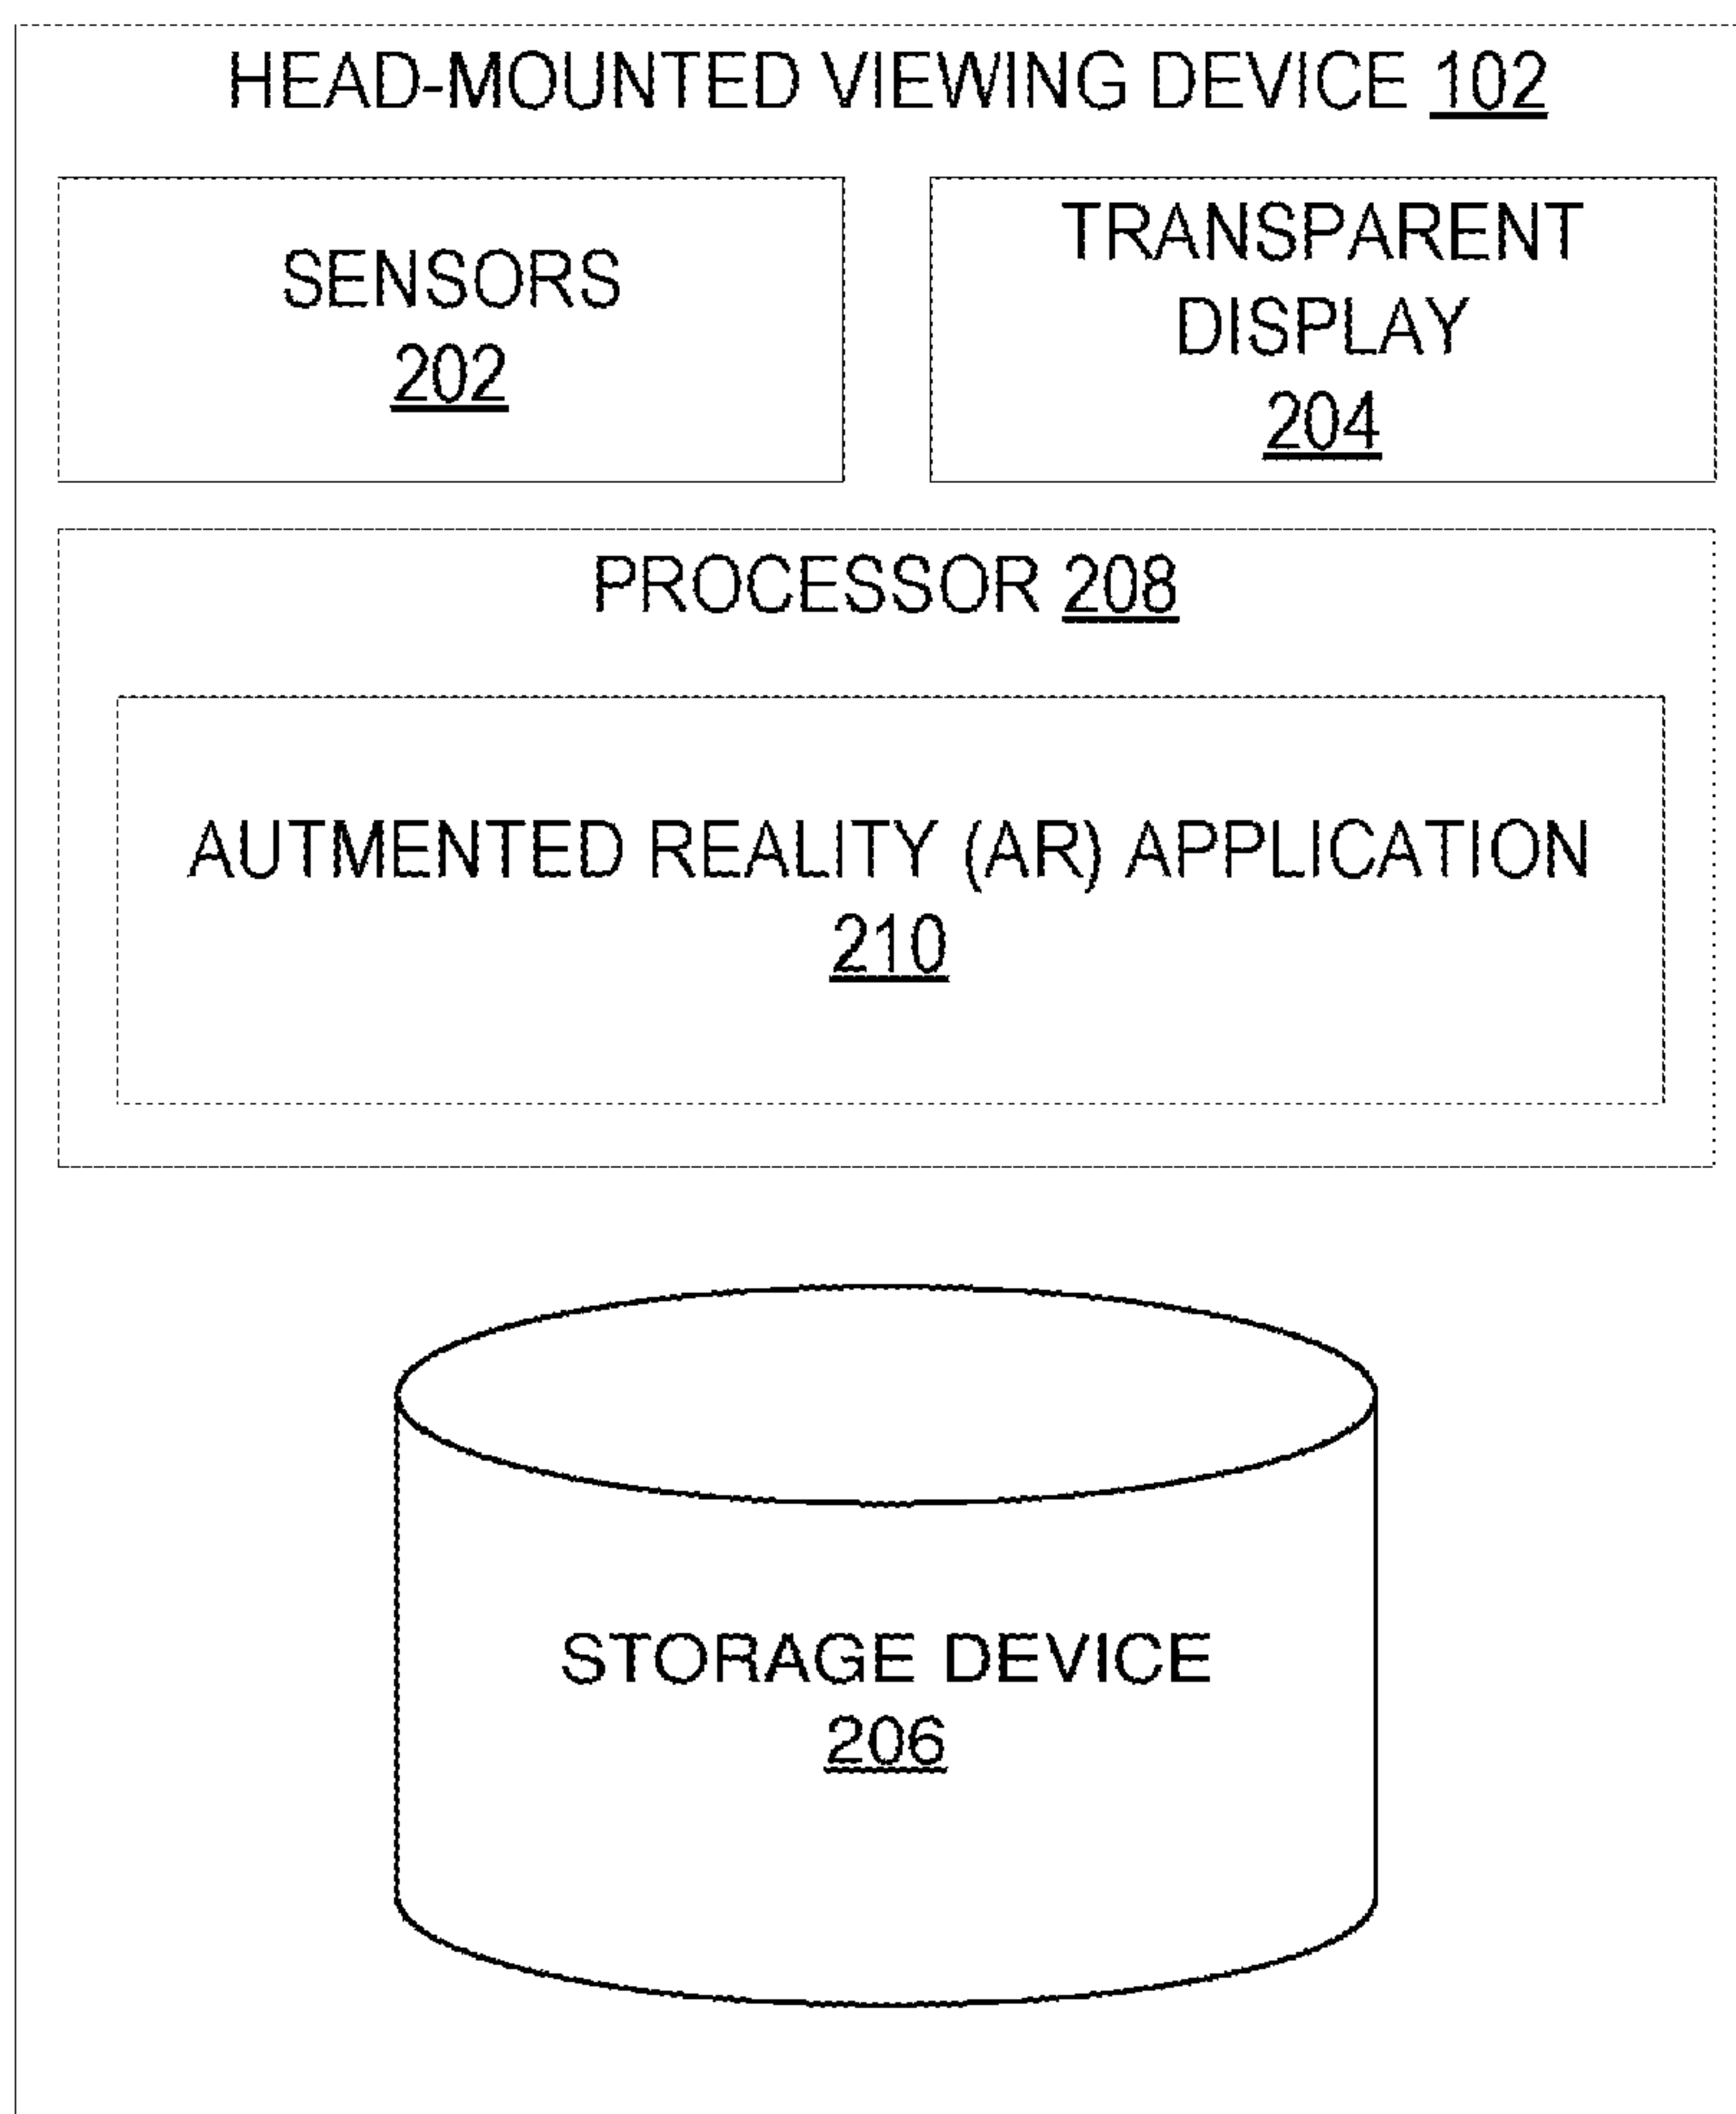 HEAD-MOUNTED VIEWING DEVICE 102
SENSORS
202
TRANSPARENT
DISPLAY
204
PROCESSOR 208
AUTMENTED REALITY (AR) APPLICATION
210
STORAGE DEVICE
206